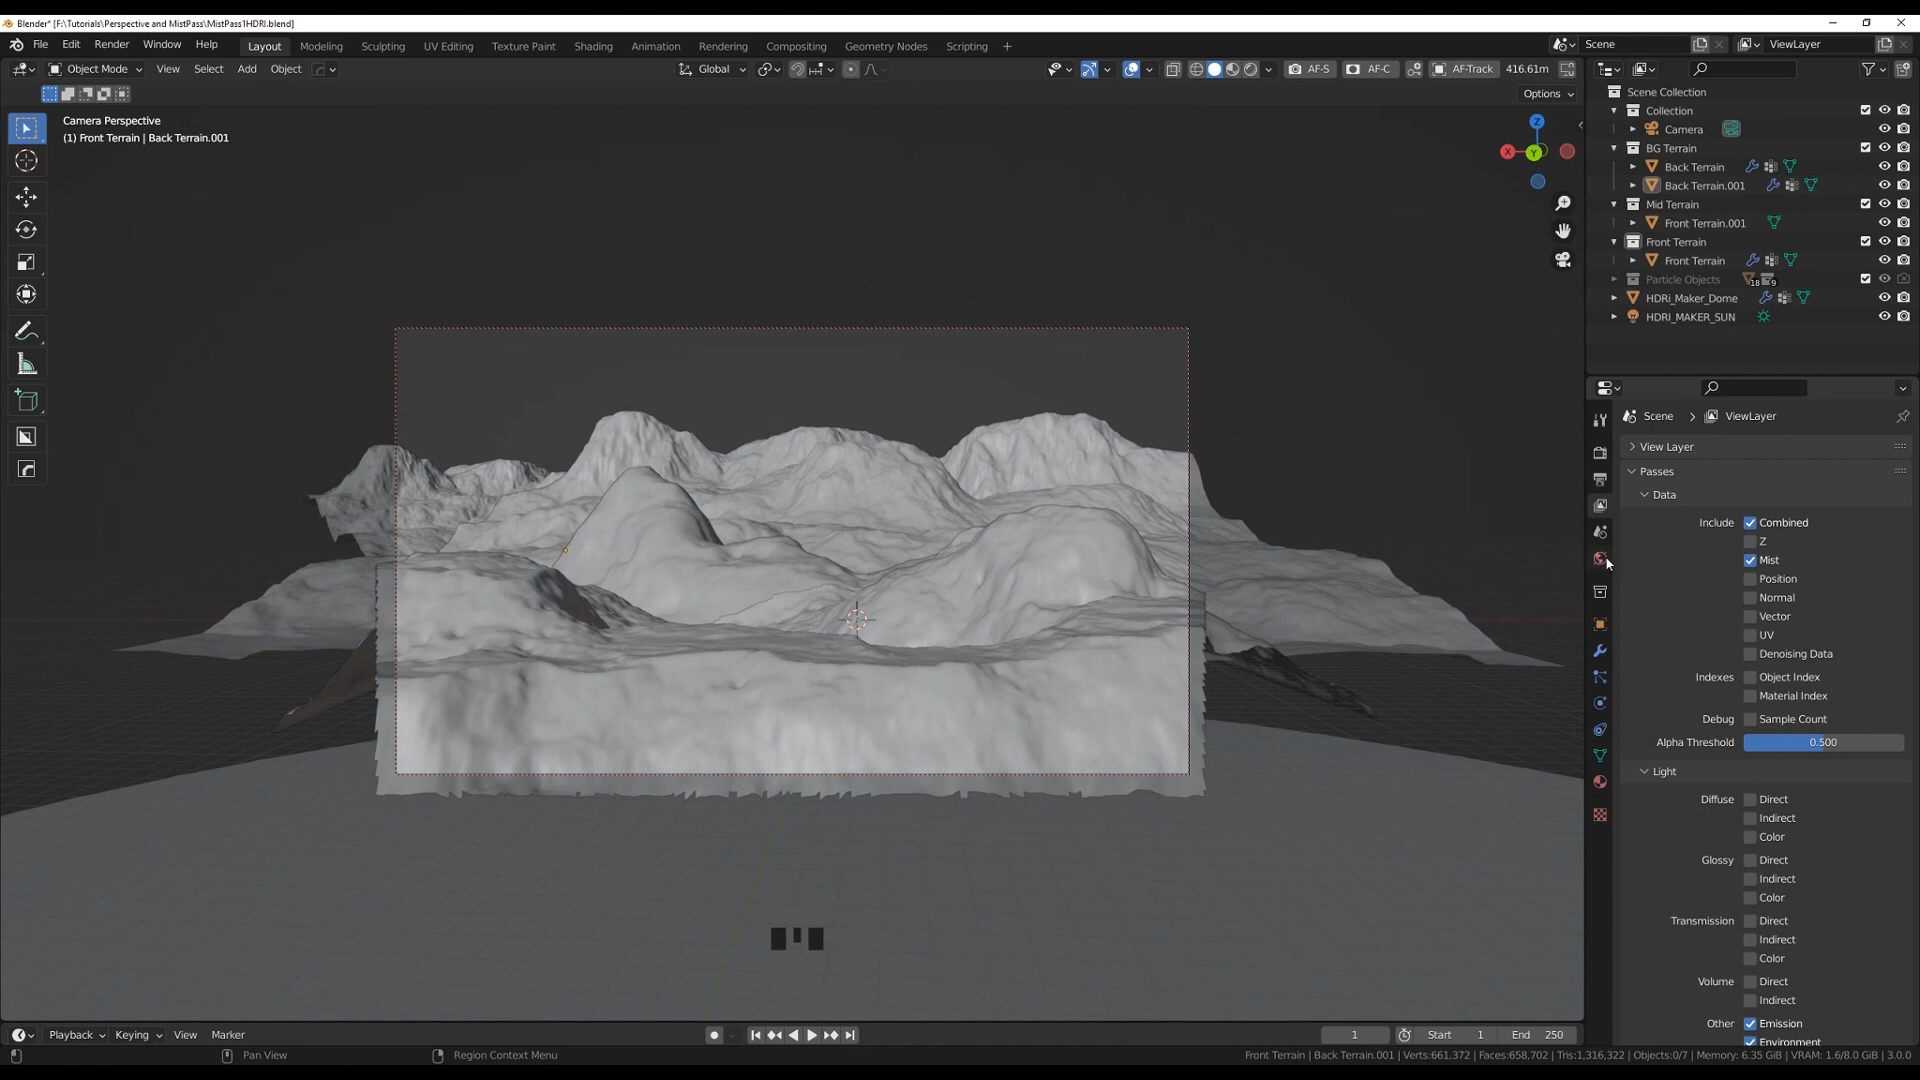 Blender* [F:\Tutorials\Perspective and MistPass\MistPass1HDRI.blend]
File Edit Render Window Help Layout Modeling Sculpting UV Editing Texture Paint Shading Animation Rendering Compositing Geometry Nodes Scripting + Scene ViewLayer
Object Mode View Select Add Object Global AF-S AF-C AF-Track 416.61m
Options
Camera Perspective
(1) Front Terrain | Back Terrain.001
Z
X Y
Scene Collection
Collection
Camera
BG Terrain
Back Terrain
Back Terrain.001
Mid Terrain
Front Terrain.001
Front Terrain
Front Terrain
Particle Objects 18 9
HDRi_Maker_Dome
HDRI_MAKER_SUN
Scene > ViewLayer
View Layer
Passes
Data
Include Combined
Z
Mist
Position
Normal
Vector
UV
Denoising Data
Indexes Object Index
Material Index
Debug Sample Count
Alpha Threshold 0.500
Light
Diffuse Direct
Indirect
Color
Glossy Direct
Indirect
Color
Transmission Direct
Indirect
Color
Volume Direct
Indirect
Other Emission
Environment
Playback Keying View Marker 1 Start 1 End 250
Pan View Region Context Menu Front Terrain | Back Terrain.001 | Verts:661,372 | Faces:658,702 | Tris:1,316,322 | Objects:0/7 | Memory: 6.35 GiB | VRAM: 1.6/8.0 GiB | 3.0.0